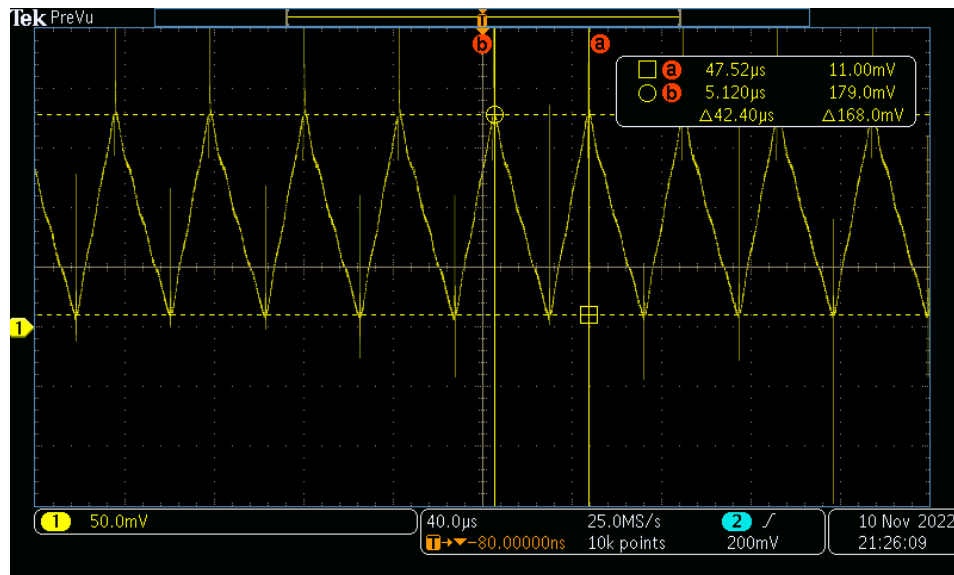 Tek PreVu
T
b a
a 47.52µs 11.00mV
b 5.120µs 179.0mV
Δ42.40µs Δ168.0mV
1
1 50.0mV
40.0µs 25.0MS/s 2 10 Nov 2022
T→▼-80.00000ns 10k points 200mV 21:26:09